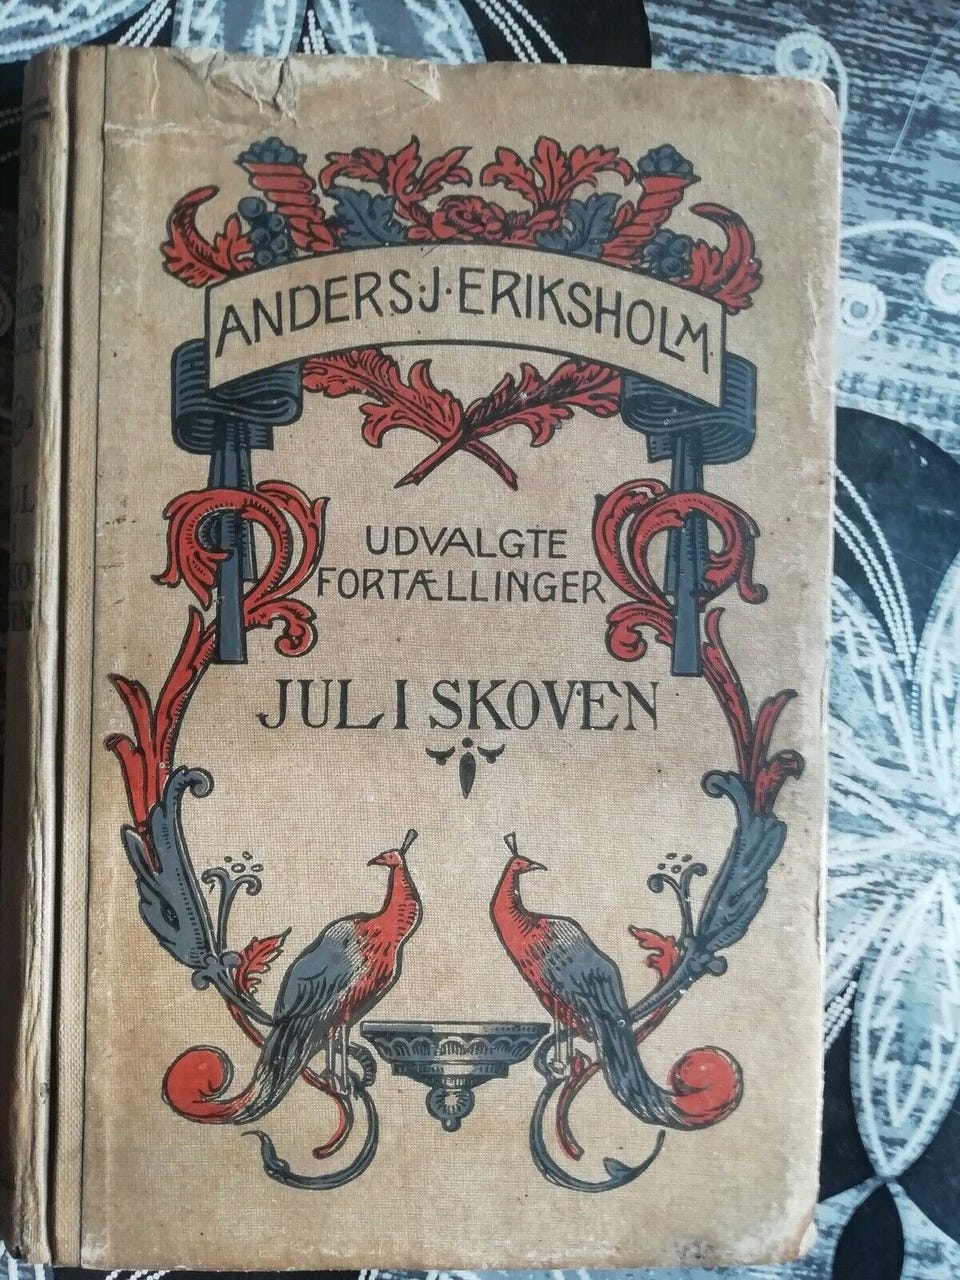 ANDERS·J·ERIKSHOLM
UDVALGTE
FORTÆLLINGER
JUL I SKOVEN